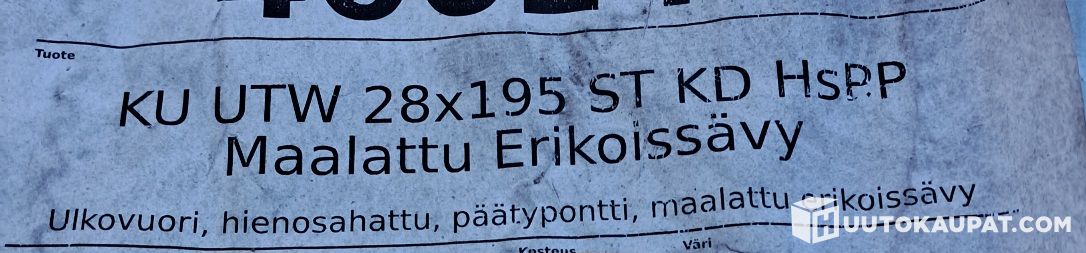 Tuote
KU UTW 28x195 ST KD HsPP
Maalattu Erikoissävy
Ulkovuori, hienosahattu, päätypontti, maalattu erikoissävy
Kosteus Väri
HUUTOKAUPAT.COM